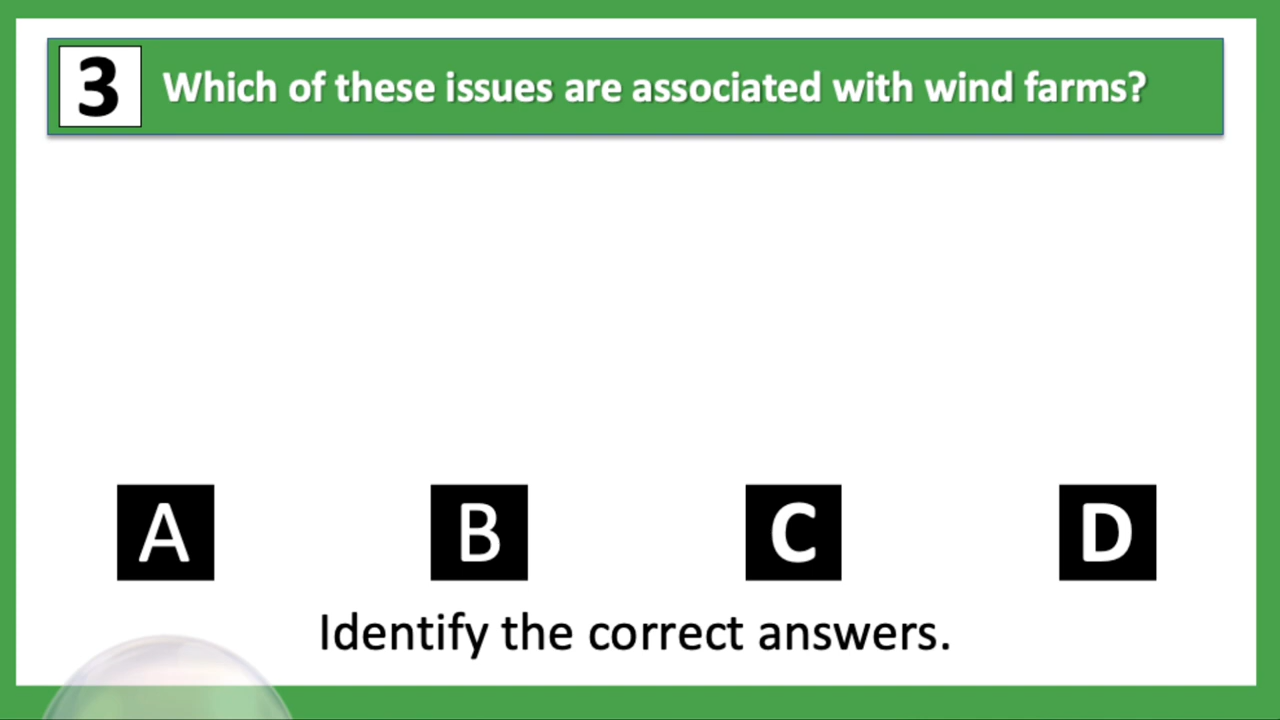 3 Which of these issues are associated with wind farms?
A B C D
Identify the correct answers.